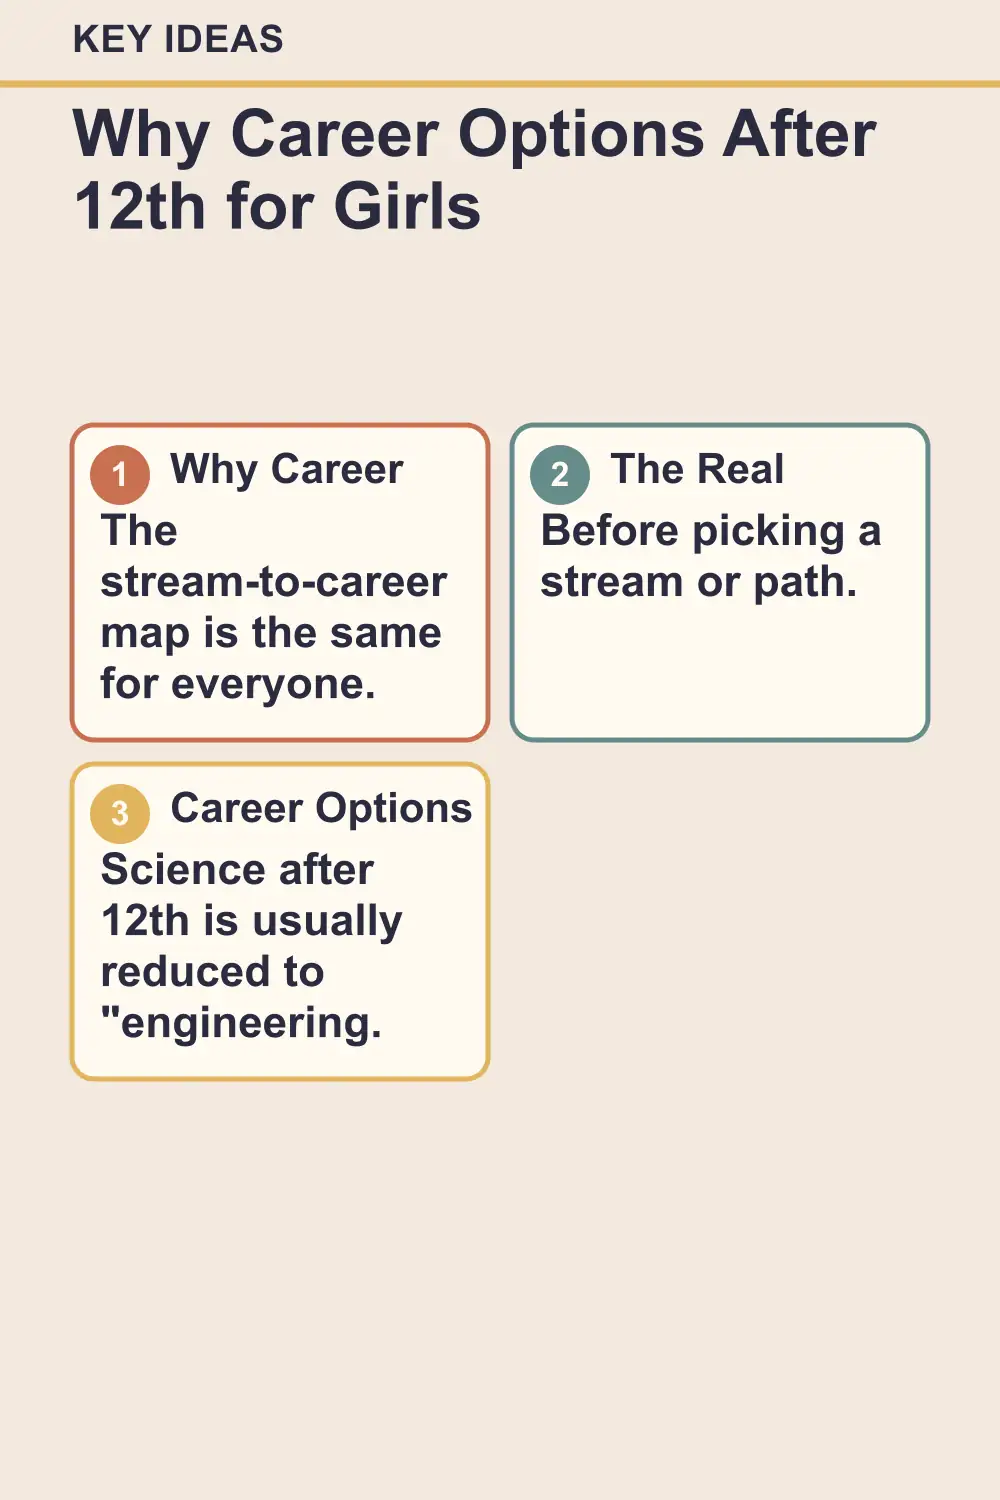 KEY IDEAS
Why Career Options After
12th for Girls
1 Why Career
The
stream-to-career
map is the same
for everyone.
2 The Real
Before picking a
stream or path.
3 Career Options
Science after
12th is usually
reduced to
"engineering.